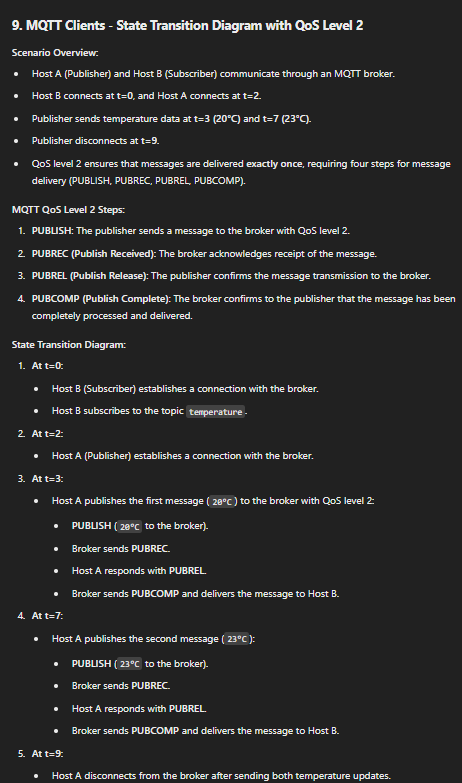 9. MQTT Clients - State Transition Diagram with QoS Level 2
Scenario Overview:
• Host A (Publisher) and Host B (Subscriber) communicate through an MQTT broker.
• Host B connects at t=0, and Host A connects at t=2.
• Publisher sends temperature data at t=3 (20°C) and t=7 (23°C).
• Publisher disconnects at t=9.
• QoS level 2 ensures that messages are delivered exactly once, requiring four steps for message
delivery (PUBLISH, PUBREC, PUBREL, PUBCOMP).
MQTT QoS Level 2 Steps:
1. PUBLISH: The publisher sends a message to the broker with QoS level 2.
2. PUBREC (Publish Received): The broker acknowledges receipt of the message.
3. PUBREL (Publish Release): The publisher confirms the message transmission to the broker.
4. PUBCOMP (Publish Complete): The broker confirms to the publisher that the message has been
completely processed and delivered.
State Transition Diagram:
1. At t=0:
• Host B (Subscriber) establishes a connection with the broker.
• Host B subscribes to the topic temperature.
2. At t=2:
• Host A (Publisher) establishes a connection with the broker.
3. At t=3:
• Host A publishes the first message (20°C) to the broker with QoS level 2:
• PUBLISH (20°C to the broker).
• Broker sends PUBREC.
• Host A responds with PUBREL.
• Broker sends PUBCOMP and delivers the message to Host B.
4. At t=7:
• Host A publishes the second message (23°C):
• PUBLISH (23°C to the broker).
• Broker sends PUBREC.
• Host A responds with PUBREL.
• Broker sends PUBCOMP and delivers the message to Host B.
5. At t=9:
• Host A disconnects from the broker after sending both temperature updates.